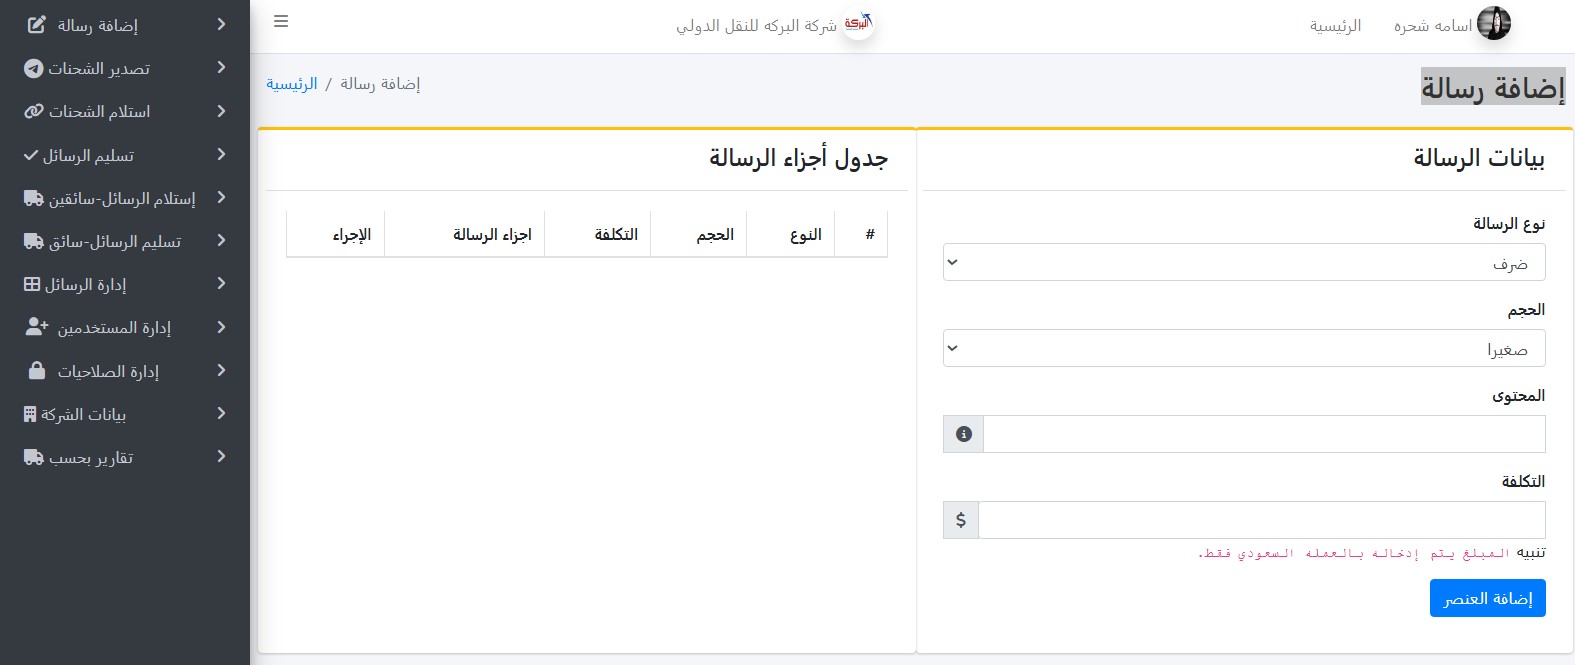 اسامه شحره
الرئيسية
شركة البركه للنقل الدولي
البركة
إضافة رسالة
الرئيسية / إضافة رسالة
بيانات الرسالة
نوع الرسالة
ضرف
الحجم
صغيرا
المحتوى
التكلفة
$
تنبيه المبلغ يتم إدخاله بالعمله السعودي فقط.
إضافة العنصر
جدول أجزاء الرسالة
# النوع الحجم التكلفة اجزاء الرسالة الإجراء
إضافة رسالة
تصدير الشحنات
استلام الشحنات
تسليم الرسائل
إستلام الرسائل-سائقين
تسليم الرسائل-سائق
إدارة الرسائل
إدارة المستخدمين
إدارة الصلاحيات
بيانات الشركة
تقارير بحسب